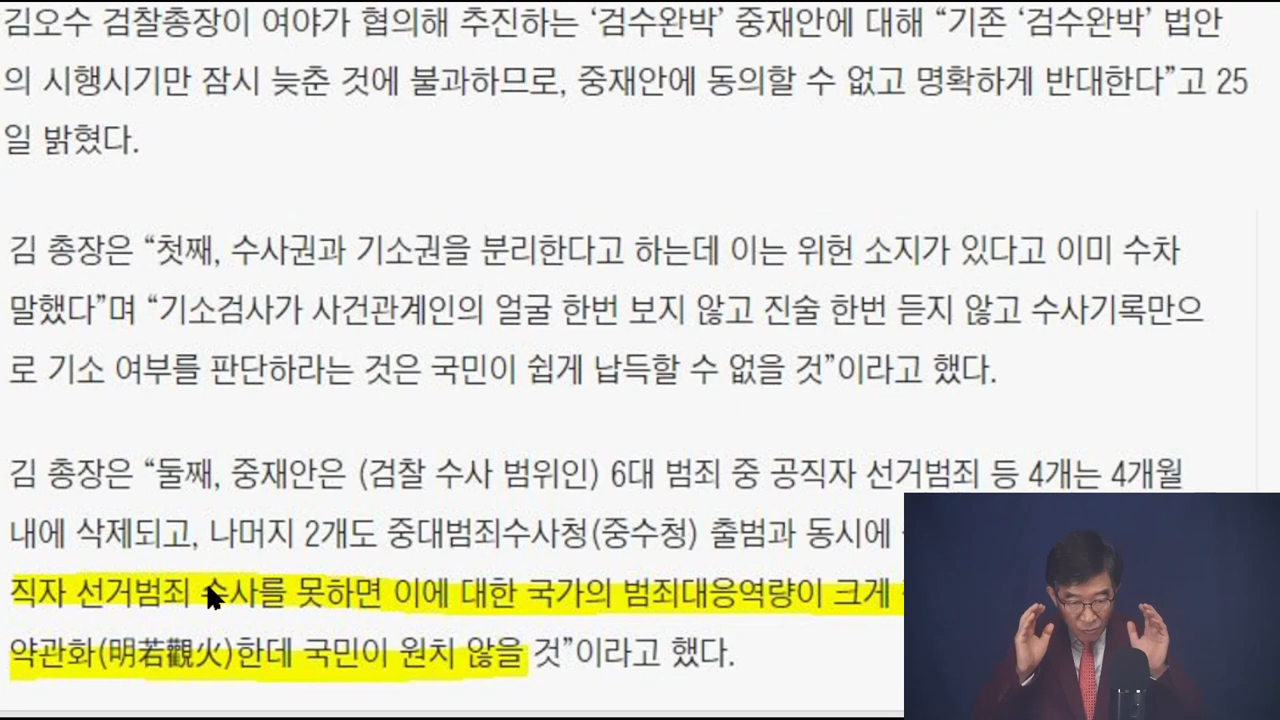 김오수 검찰총장이 여야가 협의해 추진하는 ‘검수완박’ 중재안에 대해 “기존 ‘검수완박’ 법안
의 시행시기만 잠시 늦춘 것에 불과하므로, 중재안에 동의할 수 없고 명확하게 반대한다”고 25
일 밝혔다.
김 총장은 “첫째, 수사권과 기소권을 분리한다고 하는데 이는 위헌 소지가 있다고 이미 수차
말했다”며 “기소검사가 사건관계인의 얼굴 한번 보지 않고 진술 한번 듣지 않고 수사기록만으
로 기소 여부를 판단하라는 것은 국민이 쉽게 납득할 수 없을 것”이라고 했다.
김 총장은 “둘째, 중재안은 (검찰 수사 범위인) 6대 범죄 중 공직자 선거범죄 등 4개는 4개월
내에 삭제되고, 나머지 2개도 중대범죄수사청(중수청) 출범과 동시에
직자 선거범죄 수사를 못하면 이에 대한 국가의 범죄대응역량이 크게
약관화(明若觀火)한데 국민이 원치 않을 것”이라고 했다.